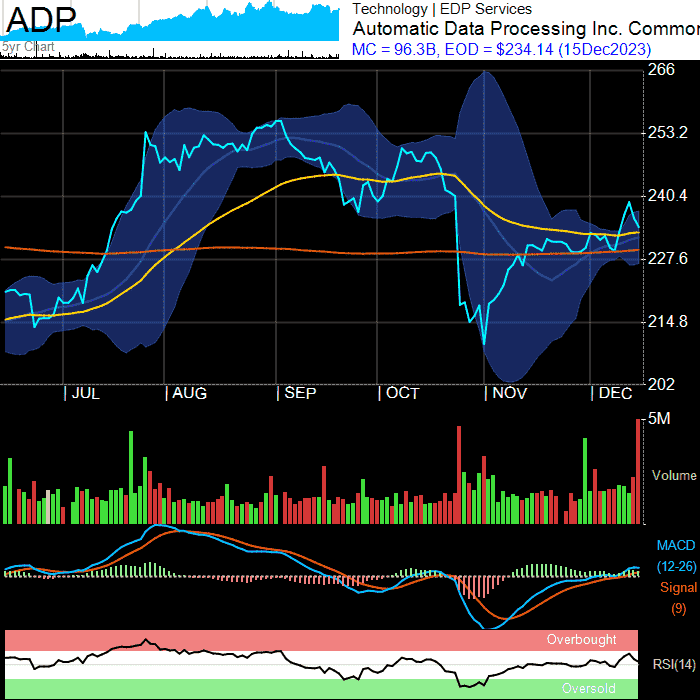 ADP
5yr Chart
Technology | EDP Services
Automatic Data Processing Inc. Common
MC = 96.3B, EOD = $234.14 (15Dec2023)
266
253.2
240.4
227.6
214.8
202
JUL AUG SEP OCT NOV DEC
5M
Volume
MACD
(12-26)
Signal
(9)
Overbought
RSI(14)
Oversold